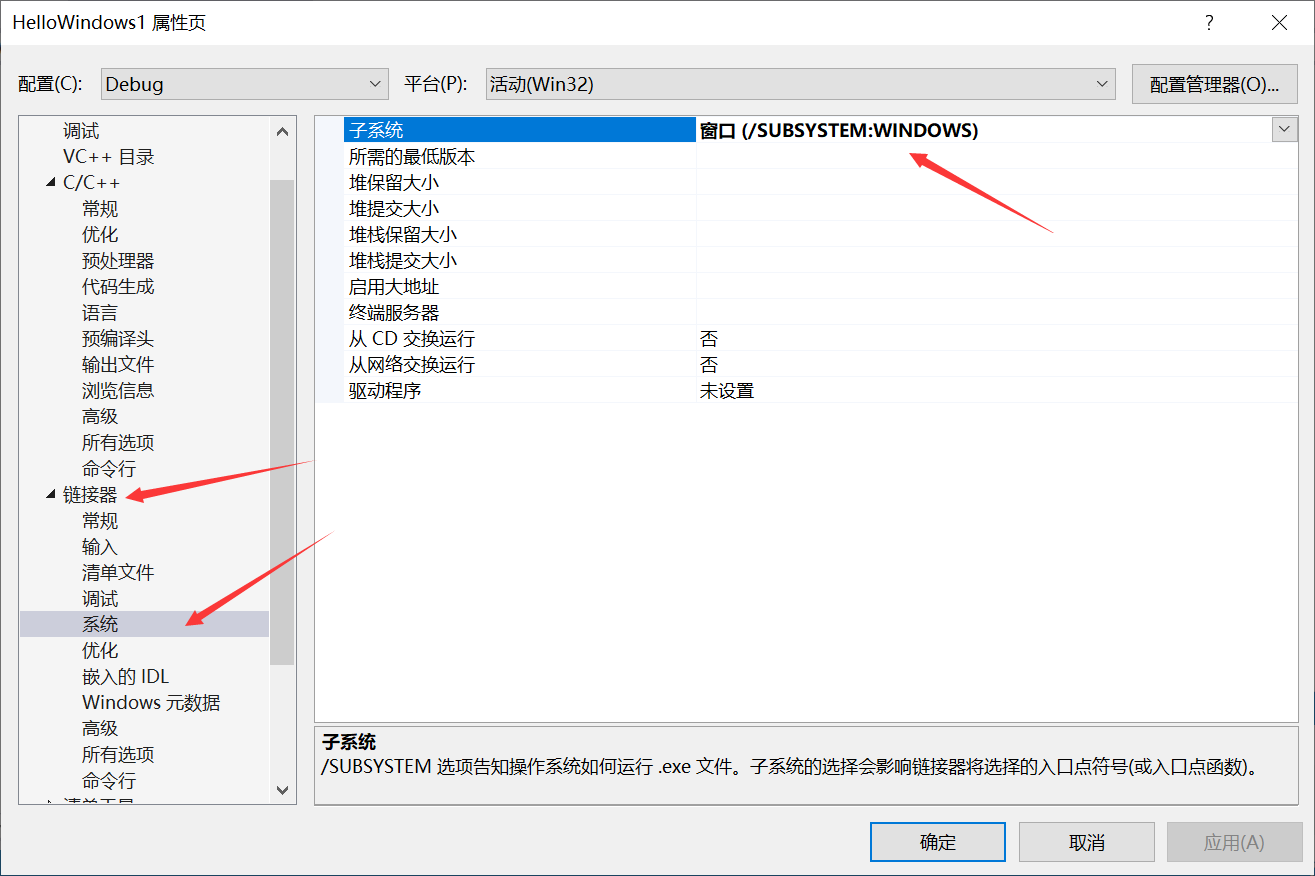 HelloWindows1 属性页
配置(C): Debug 平台(P): 活动(Win32) 配置管理器(O)...
调试
VC++ 目录
C/C++
常规
优化
预处理器
代码生成
语言
预编译头
输出文件
浏览信息
高级
所有选项
命令行
链接器
常规
输入
清单文件
调试
系统
优化
嵌入的 IDL
Windows 元数据
高级
所有选项
命令行
清单工具
子系统 窗口 (/SUBSYSTEM:WINDOWS)
所需的最低版本
堆保留大小
堆提交大小
堆栈保留大小
堆栈提交大小
启用大地址
终端服务器
从 CD 交换运行 否
从网络交换运行 否
驱动程序 未设置
子系统
/SUBSYSTEM 选项告知操作系统如何运行 .exe 文件。子系统的选择会影响链接器将选择的入口点符号(或入口点函数)。
确定 取消 应用(A)